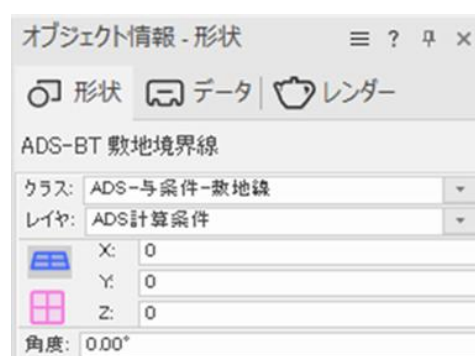 オブジェクト情報 - 形状 ≡ ? ×
形状 データ レンダー
ADS-BT 敷地境界線
クラス: ADS-与条件-敷地線
レイヤ: ADS計算条件
X: 0
Y: 0
Z: 0
角度: 0.00°